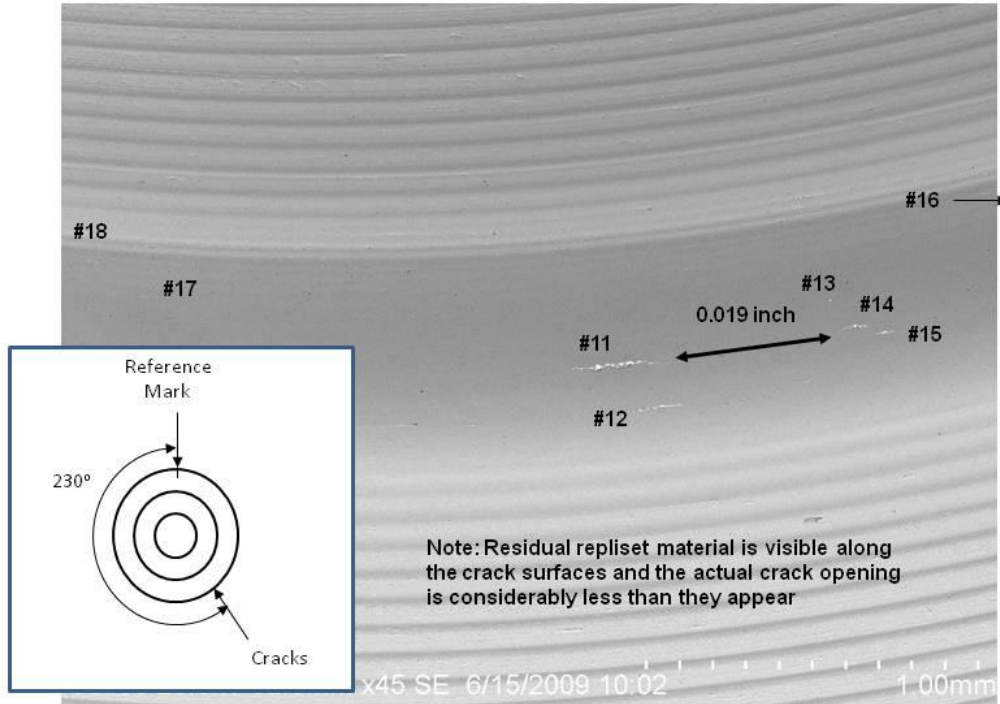 #16
#18
#17
#13
#14
0.019 inch
#15
#11
#12
Reference
Mark
230°
Cracks
Note: Residual repliset material is visible along
the crack surfaces and the actual crack opening
is considerably less than they appear
x45 SE 6/15/2009 10:02
1.00mm